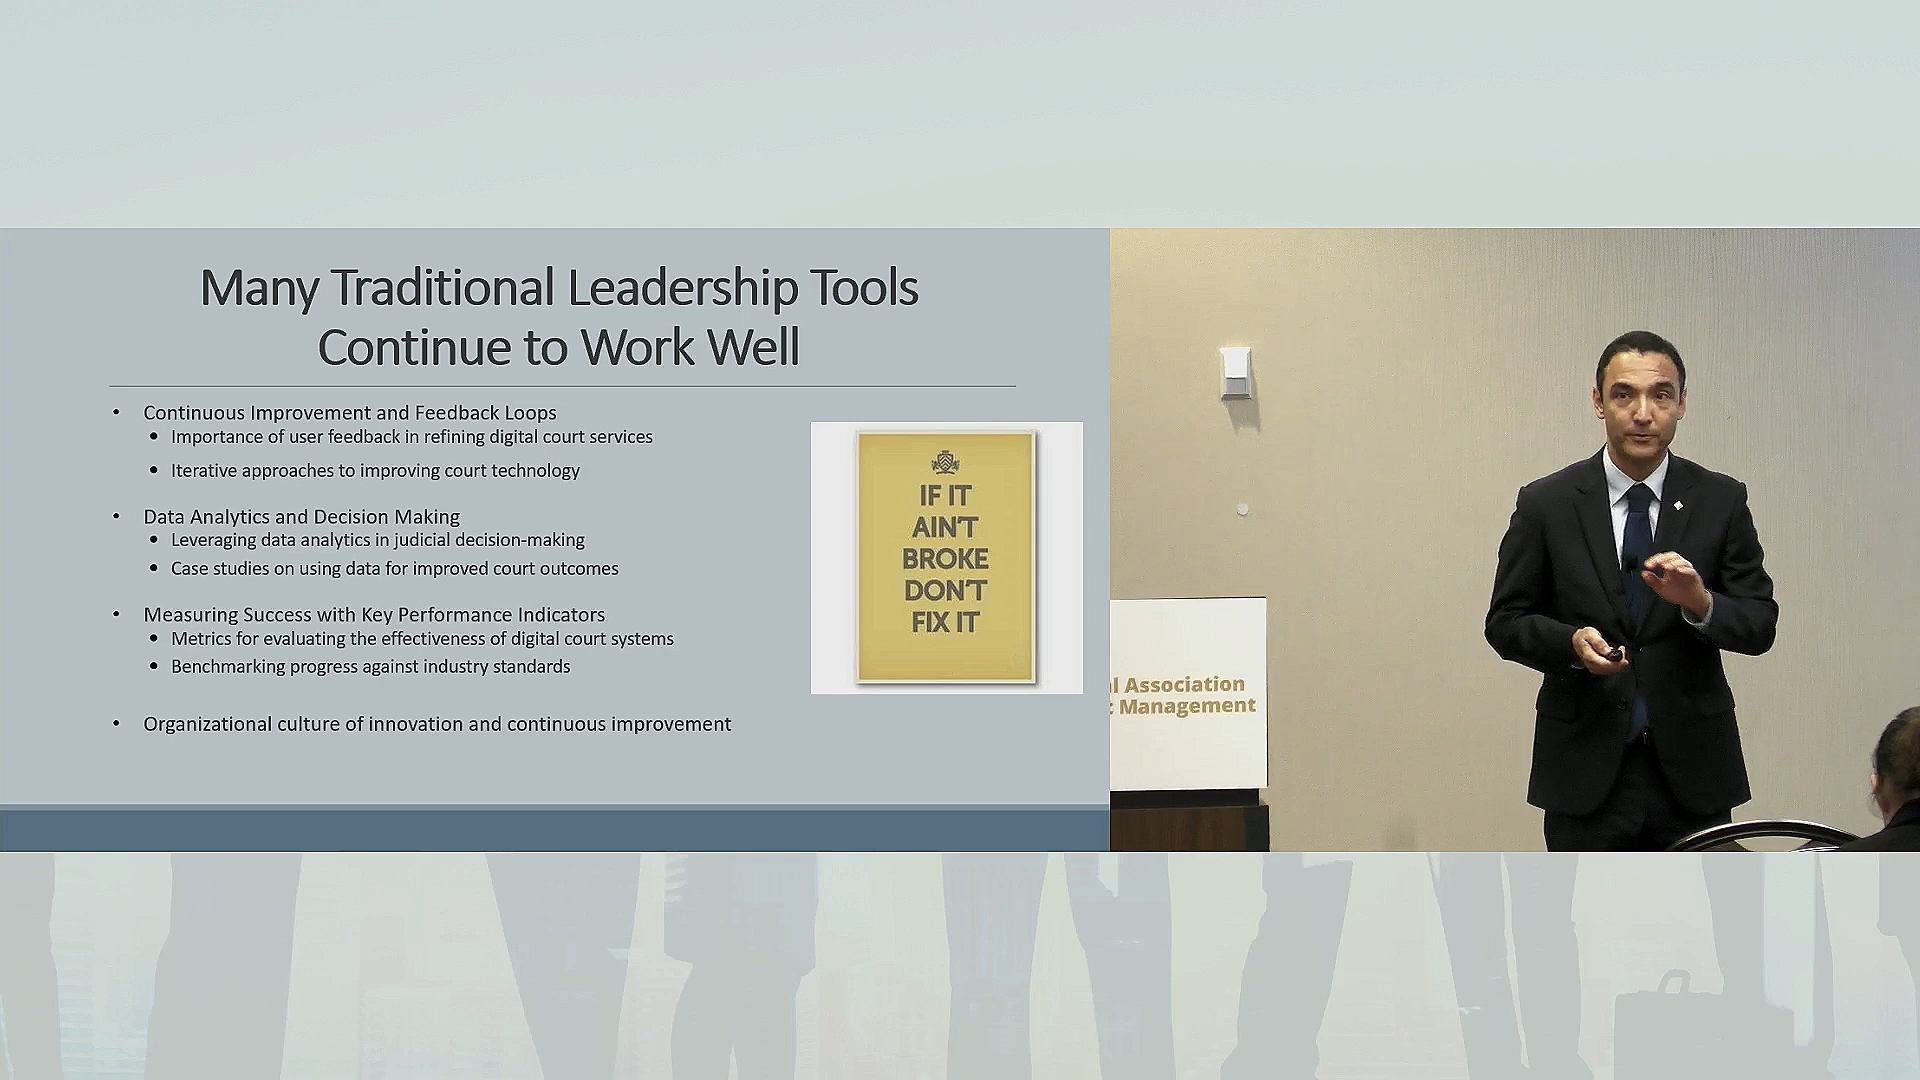 Many Traditional Leadership Tools
Continue to Work Well
• Continuous Improvement and Feedback Loops
• Importance of user feedback in refining digital court services
• Iterative approaches to improving court technology
• Data Analytics and Decision Making
• Leveraging data analytics in judicial decision-making
• Case studies on using data for improved court outcomes
• Measuring Success with Key Performance Indicators
• Metrics for evaluating the effectiveness of digital court systems
• Benchmarking progress against industry standards
• Organizational culture of innovation and continuous improvement
IF IT
AIN'T
BROKE
DON'T
FIX IT
Association
Management